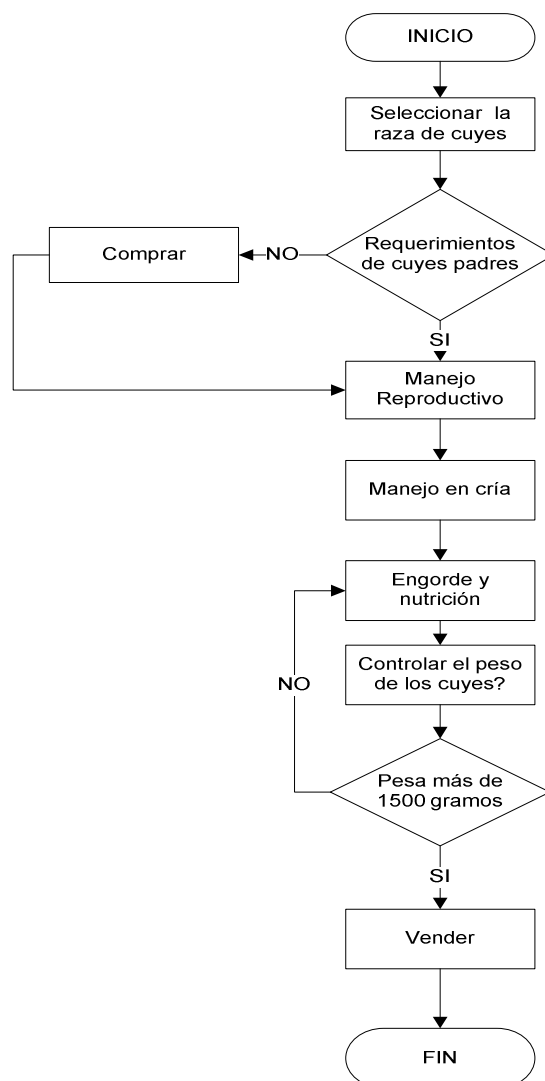 INICIO
Seleccionar la
raza de cuyes
Requerimientos
de cuyes padres
NO
Comprar
SI
Manejo
Reproductivo
Manejo en cría
Engorde y
nutrición
Controlar el peso
de los cuyes?
NO
Pesa más de
1500 gramos
SI
Vender
FIN